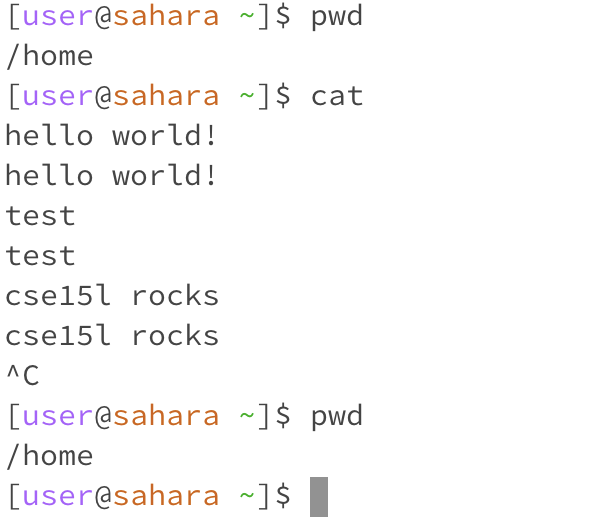 [user@sahara ~]$ pwd
/home
[user@sahara ~]$ cat
hello world!
hello world!
test
test
cse15l rocks
cse15l rocks
^C
[user@sahara ~]$ pwd
/home
[user@sahara ~]$